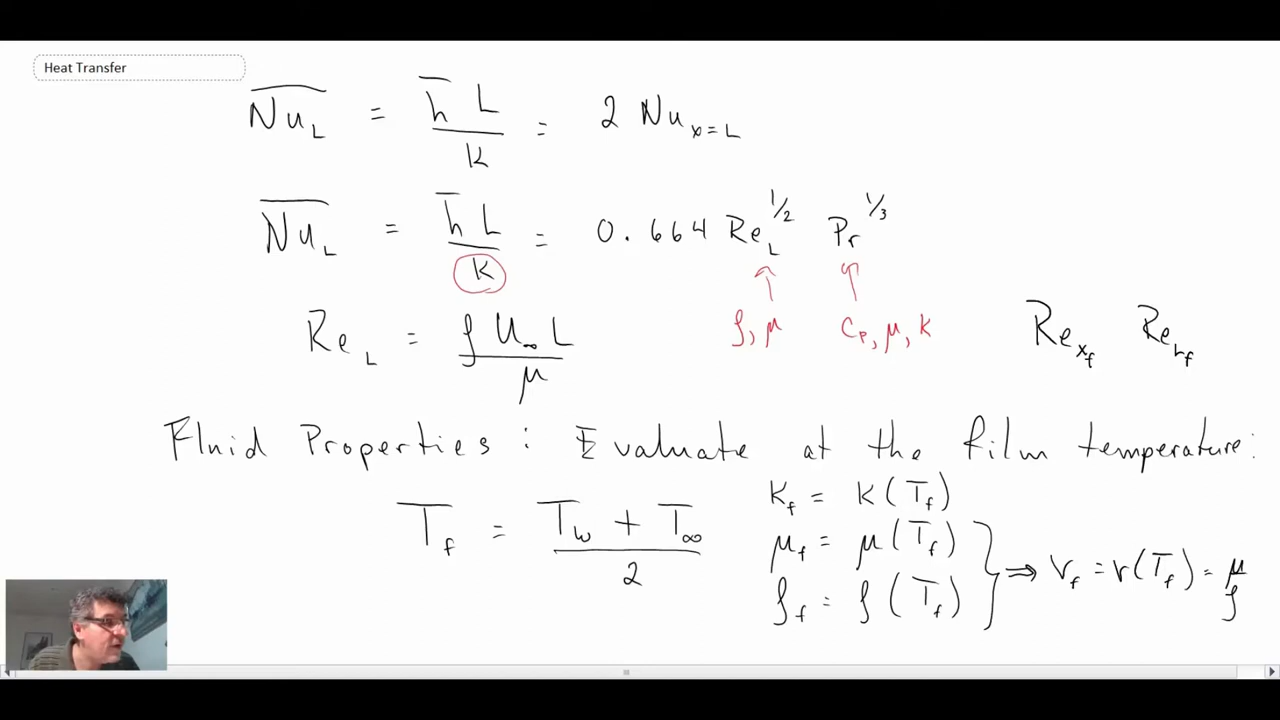 Heat Transfer
Nu_L = h L / k = 2 Nu_x=L
Nu_L = h L / k = 0.664 Re_L^1/2 Pr^1/3
ρ, μ C_P, μ, k
Re_L = ρ U_∞ L / μ Re_x_f Re_L_f
Fluid Properties : Evaluate at the film temperature:
T_f = T_w + T_∞ / 2
k_f = k(T_f)
μ_f = μ(T_f)
ρ_f = ρ(T_f)
⇒ ν_f = ν(T_f) = μ / ρ